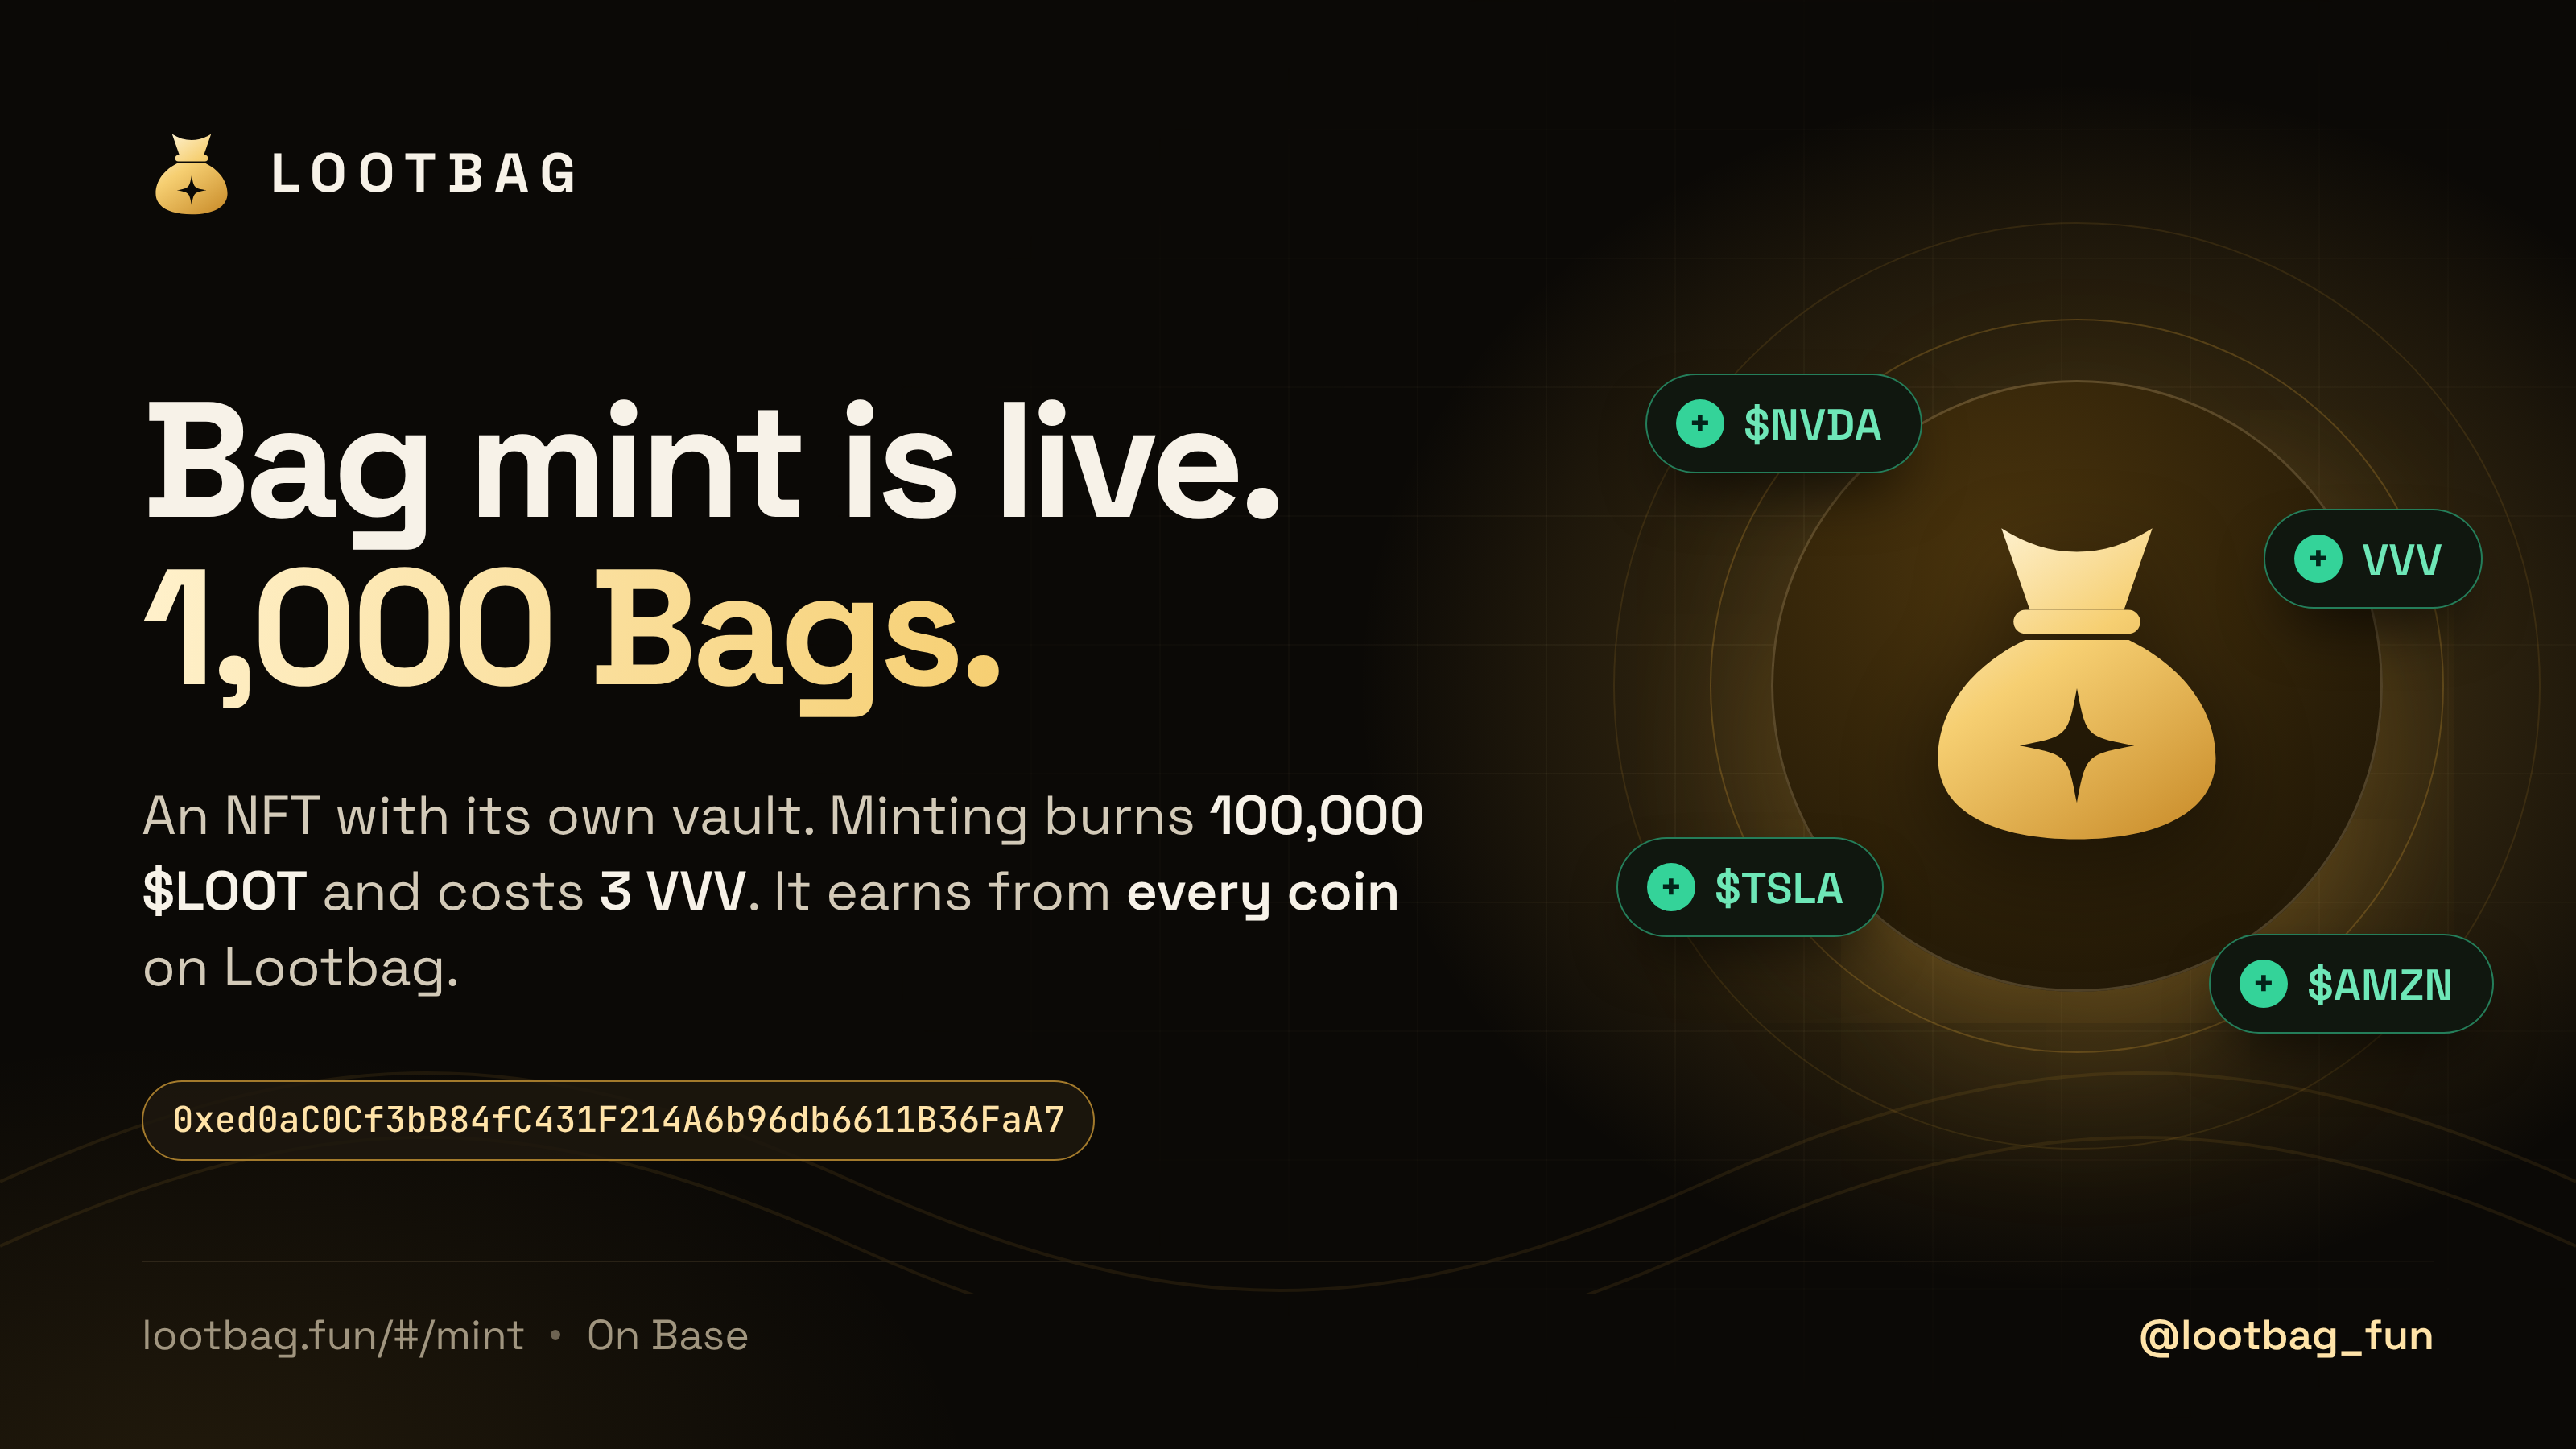 LOOTBAG
Bag mint is live.
1,000 Bags.
An NFT with its own vault. Minting burns 100,000
$LOOT and costs 3 VVV. It earns from every coin
on Lootbag.
0xed0aC0Cf3bB84fC431F214A6b96db6611B36FaA7
$NVDA
VVV
$TSLA
$AMZN
lootbag.fun/#/mint • On Base
@lootbag_fun